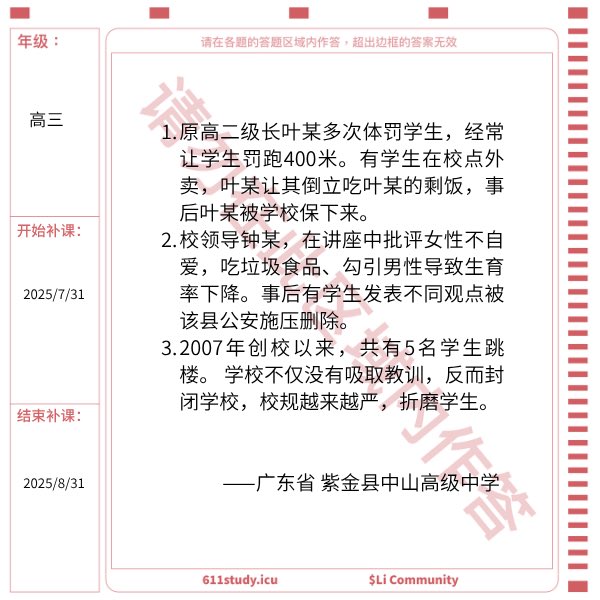 年级：
高三
开始补课：
2025/7/31
结束补课：
2025/8/31
请在各题的答题区域内作答，超出边框的答案无效
1.原高二级长叶某多次体罚学生，经常
让学生罚跑400米。有学生在校点外
卖，叶某让其倒立吃叶某的剩饭，事
后叶某被学校保下来。
2.校领导钟某，在讲座中批评女性不自
爱，吃垃圾食品、勾引男性导致生育
率下降。事后有学生发表不同观点被
该县公安施压删除。
3.2007年创校以来，共有5名学生跳
楼。 学校不仅没有吸取教训，反而封
闭学校，校规越来越严，折磨学生。
——广东省 紫金县中山高级中学
请勿在此区域内作答
611study.icu
$Li Community